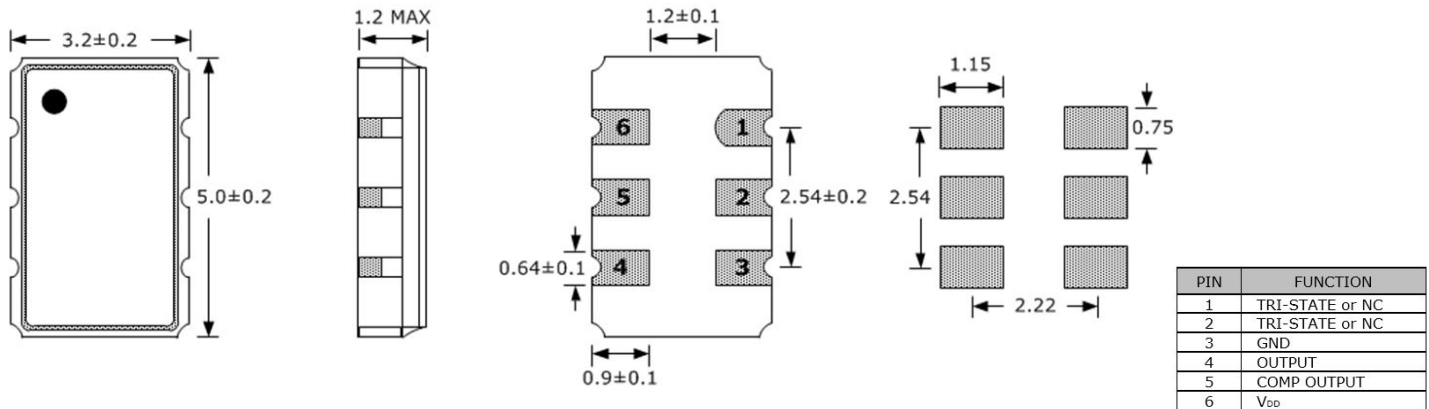 3.2±0.2
5.0±0.2
1.2 MAX
1.2±0.1
6
1
5
2
4
3
2.54±0.2
0.64±0.1
0.9±0.1
1.15
0.75
2.54
2.22
PIN FUNCTION
1 TRI-STATE or NC
2 TRI-STATE or NC
3 GND
4 OUTPUT
5 COMP OUTPUT
6 VDD